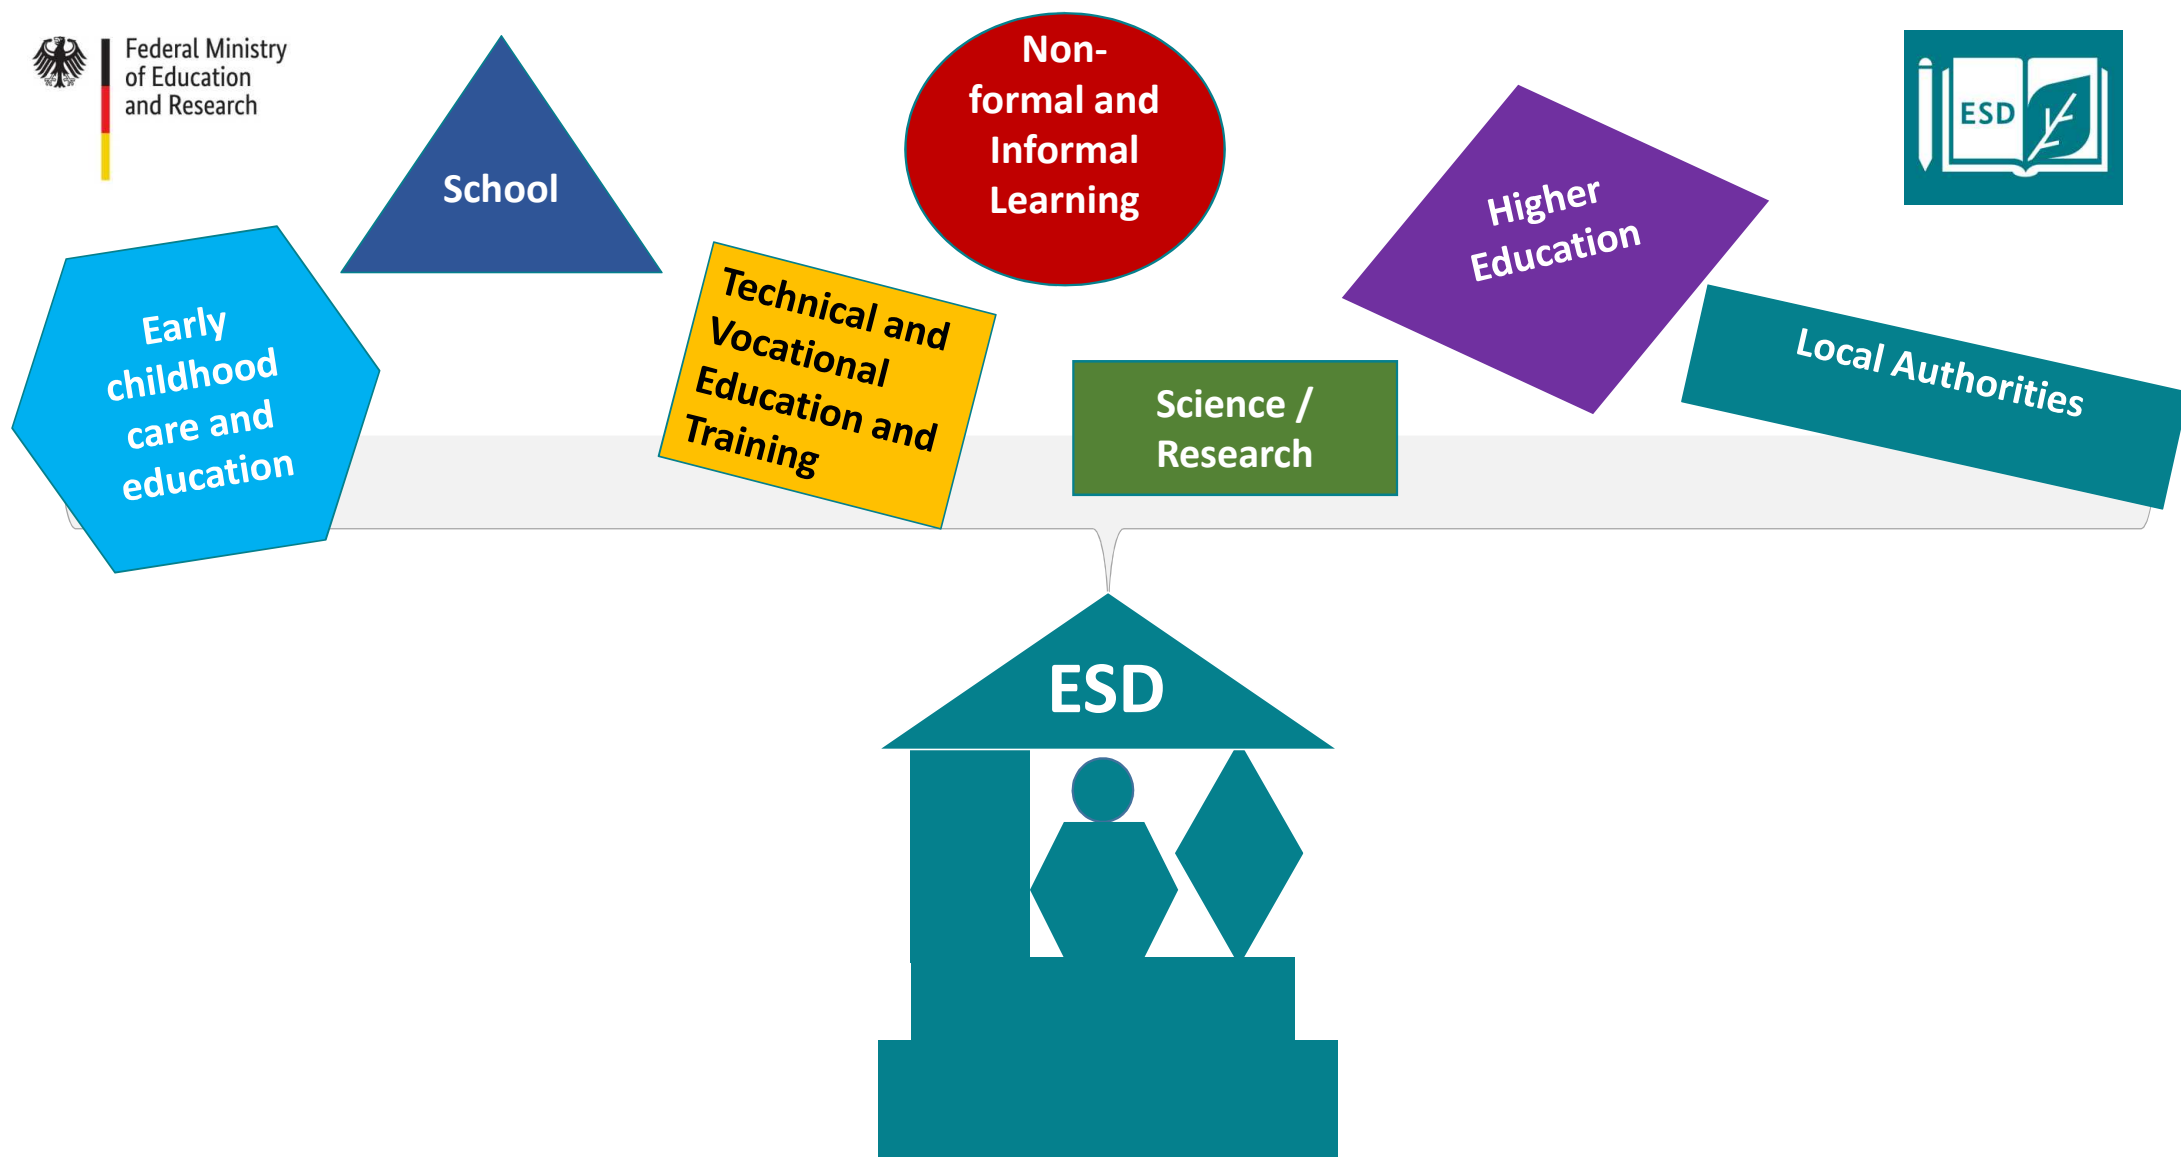 Federal Ministry
of Education
and Research
School
Non-
formal and
Informal
Learning
Higher
Education
ESD
Early
childhood
care and
education
Technical and
Vocational
Education and
Training
Science /
Research
Local Authorities
ESD